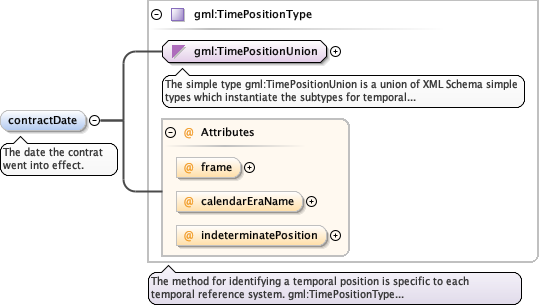 gml:TimePositionType
gml:TimePositionUnion
The simple type gml:TimePositionUnion is a union of XML Schema simple
types which instantiate the subtypes for temporal...
contractDate
The date the contrat
went into effect.
@ Attributes
@ frame
@ calendarEraName
@ indeterminatePosition
The method for identifying a temporal position is specific to each
temporal reference system. gml:TimePositionType...